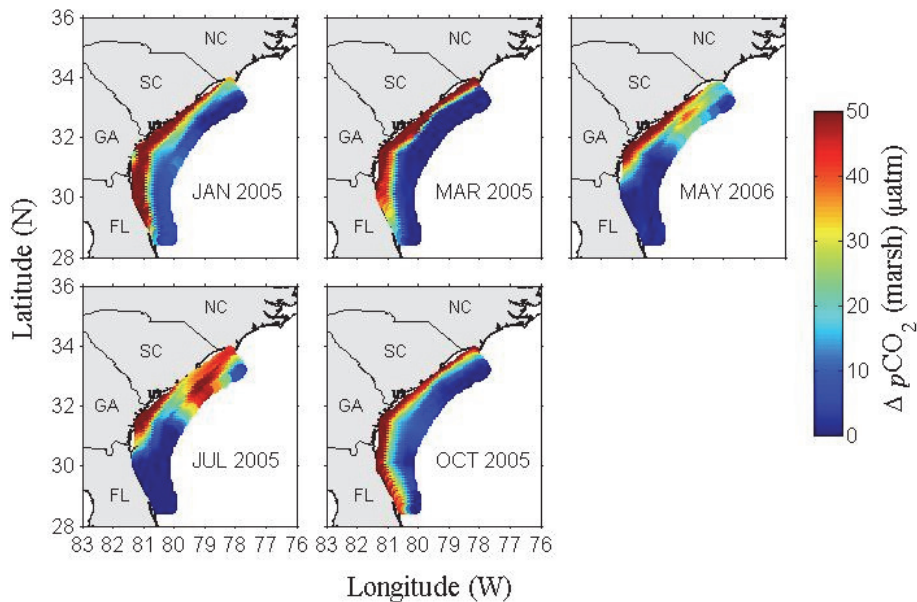 36
34
32
30
28
NC
SC
GA
FL
JAN 2005
NC
SC
GA
FL
MAR 2005
NC
SC
GA
FL
MAY 2006
36
34
32
30
28
83 82 81 80 79 78 77 76
NC
SC
GA
FL
JUL 2005
83 82 81 80 79 78 77 76
NC
SC
GA
FL
OCT 2005
Latitude (N)
Longitude (W)
50
40
30
20
10
0
Δ pCO₂ (marsh) (μatm)